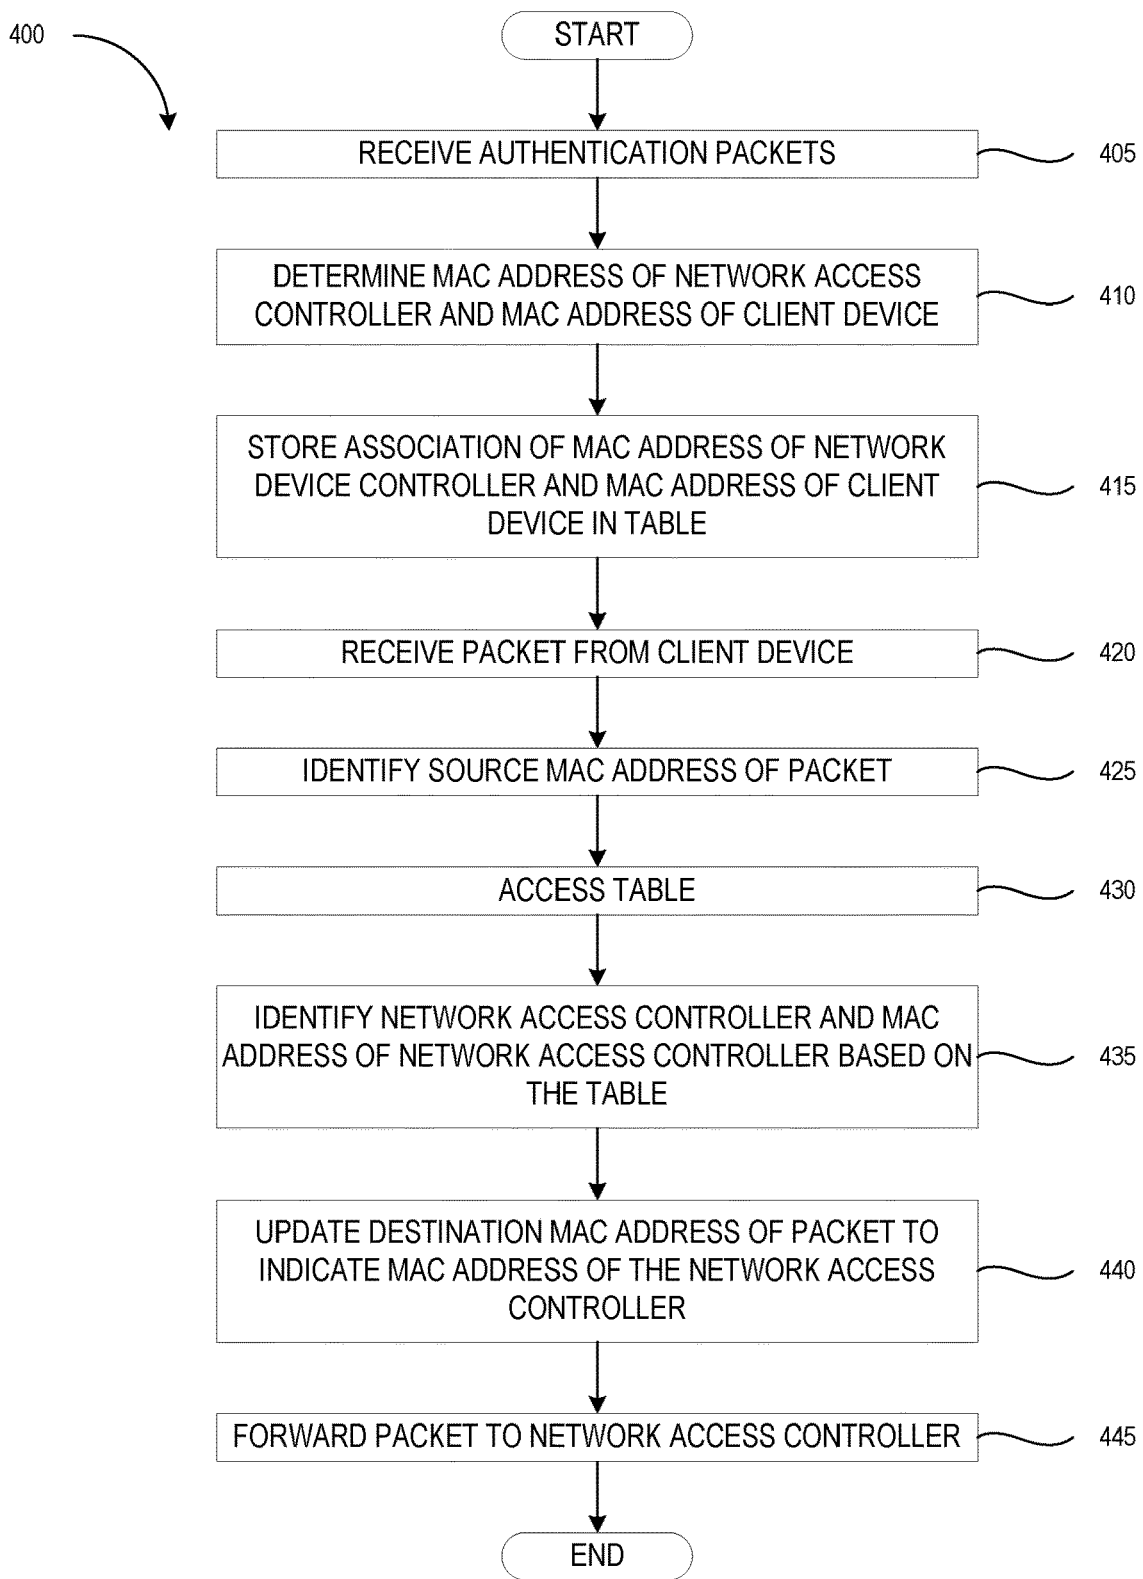 400
START
RECEIVE AUTHENTICATION PACKETS
405
DETERMINE MAC ADDRESS OF NETWORK ACCESS
CONTROLLER AND MAC ADDRESS OF CLIENT DEVICE
410
STORE ASSOCIATION OF MAC ADDRESS OF NETWORK
DEVICE CONTROLLER AND MAC ADDRESS OF CLIENT
DEVICE IN TABLE
415
RECEIVE PACKET FROM CLIENT DEVICE
420
IDENTIFY SOURCE MAC ADDRESS OF PACKET
425
ACCESS TABLE
430
IDENTIFY NETWORK ACCESS CONTROLLER AND MAC
ADDRESS OF NETWORK ACCESS CONTROLLER BASED ON
THE TABLE
435
UPDATE DESTINATION MAC ADDRESS OF PACKET TO
INDICATE MAC ADDRESS OF THE NETWORK ACCESS
CONTROLLER
440
FORWARD PACKET TO NETWORK ACCESS CONTROLLER
445
END